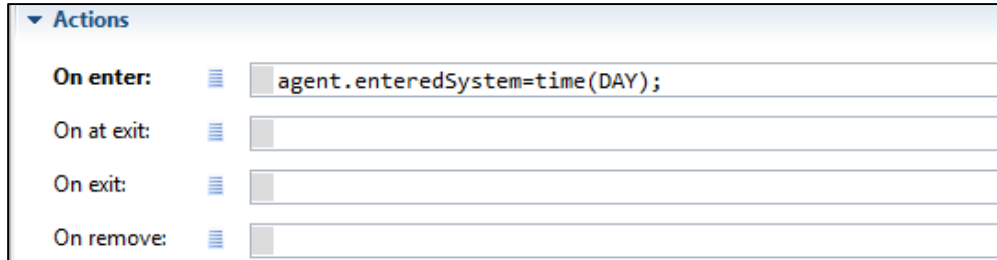 Actions
On enter: agent.enteredSystem=time(DAY);
On at exit:
On exit:
On remove: